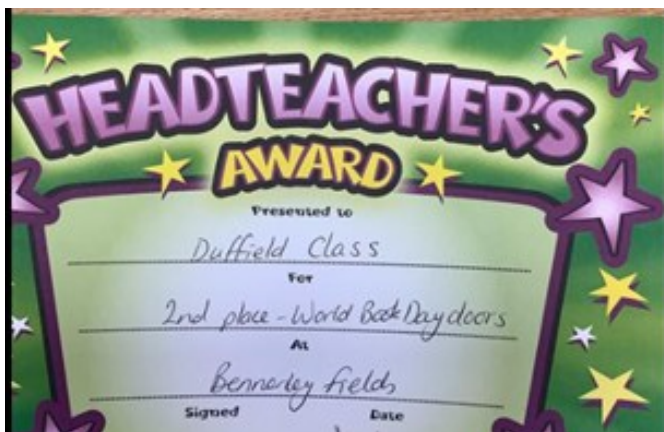 HEADTEACHER'S
AWARD
Presented to
Duffield Class
For
2nd place - World Book Day doors
At
Bennerley Fields
Signed Date